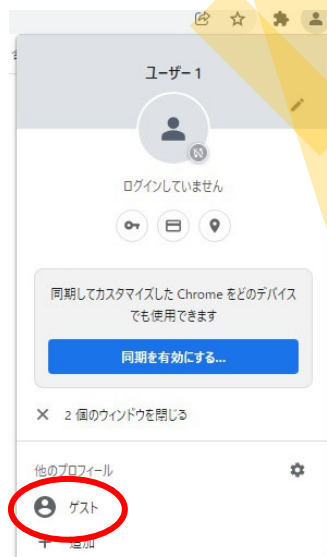 ユーザー 1
ログインしていません
同期してカスタマイズした Chrome をどのデバイス
でも使用できます
同期を有効にする...
2 個のウィンドウを閉じる
他のプロフィール
ゲスト
追加